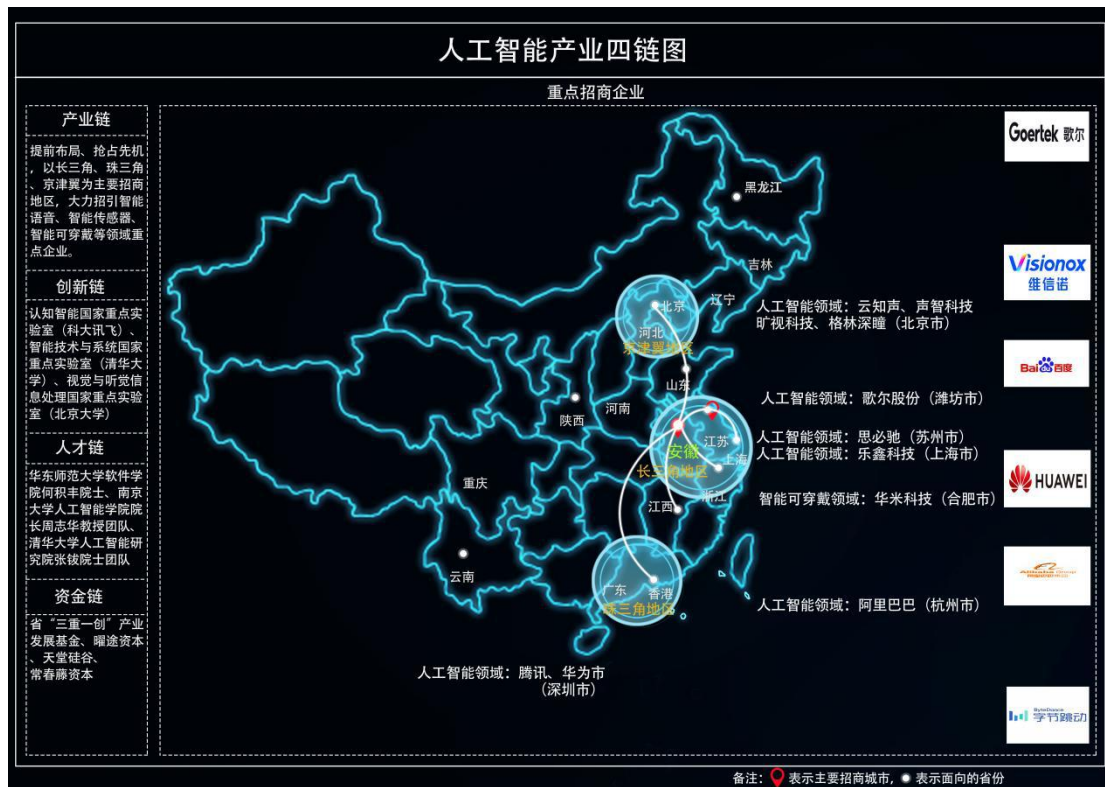 人工智能产业四链图
重点招商企业
产业链
提前布局、抢占先机
，以长三角、珠三角
、京津翼为主要招商
地区，大力招引智能
语音、智能传感器、
智能可穿戴等领域重
点企业。
创新链
认知智能国家重点实
验室（科大讯飞）、
智能技术与系统国家
重点实验室（清华大
学）、视觉与听觉信
息处理国家重点实验
室（北京大学）
人才链
华东师范大学软件学
院何积丰院士、南京
大学人工智能学院院
长周志华教授团队、
清华大学人工智能研
究院张钹院士团队
资金链
省“三重一创”产业
发展基金、曜途资本
、天堂硅谷、
常春藤资本
黑龙江
吉林
辽宁
北京
河北
京津翼地区
山东
河南
陕西
江苏
安徽
上海
长三角地区
浙江
重庆
江西
云南
广东
香港
珠三角地区
人工智能领域：云知声、声智科技
旷视科技、格林深瞳（北京市）
人工智能领域：歌尔股份（潍坊市）
人工智能领域：思必驰（苏州市）
人工智能领域：乐鑫科技（上海市）
智能可穿戴领域：华米科技（合肥市）
人工智能领域：阿里巴巴（杭州市）
人工智能领域：腾讯、华为市
（深圳市）
Goertek 歌尔
Visionox
维信诺
Bai百度
HUAWEI
ByteDance
字节跳动
备注：表示主要招商城市，表示面向的省份